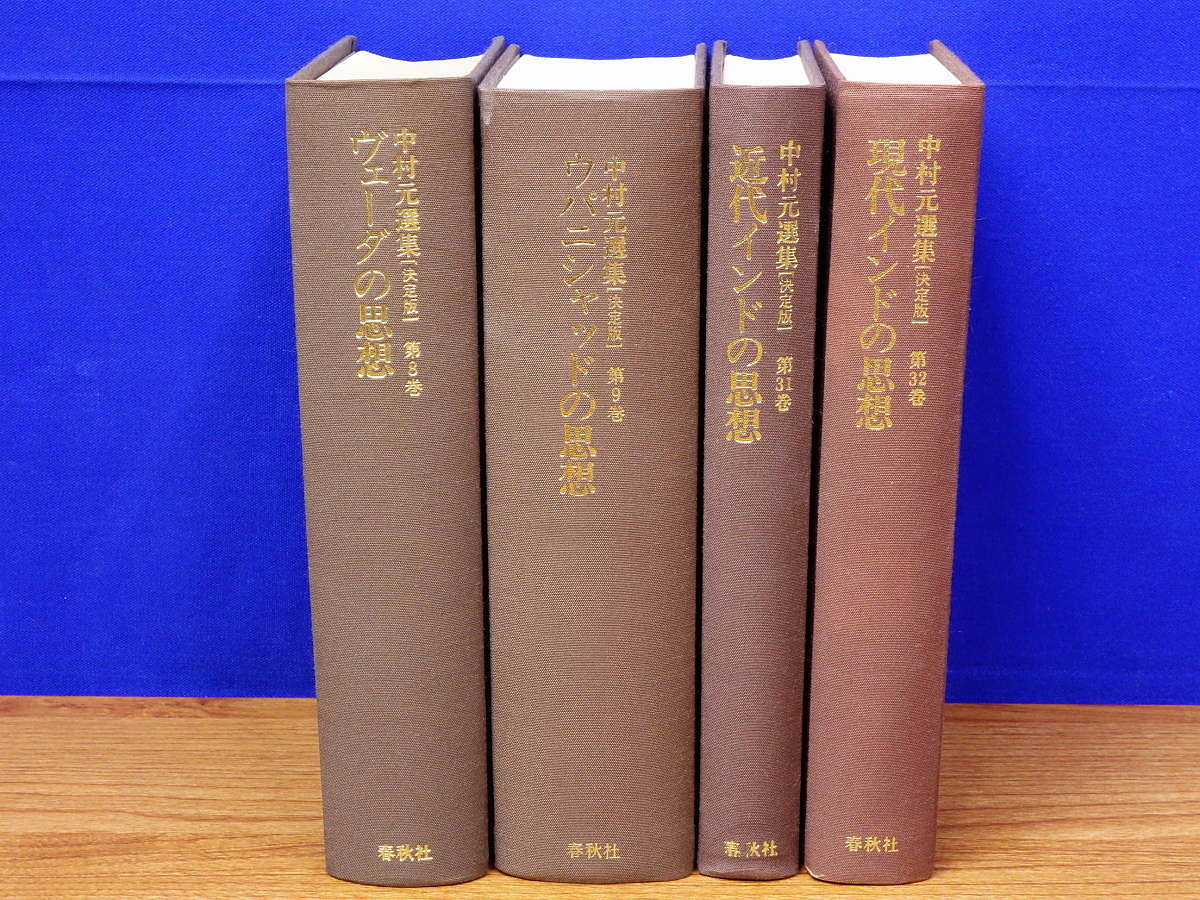 中村元選集[決定版] 第8巻
ヴェーダの思想
春秋社
中村元選集[決定版] 第9巻
ウパニシャッドの思想
春秋社
中村元選集[決定版] 第31巻
近代インドの思想
春秋社
中村元選集[決定版] 第32巻
現代インドの思想
春秋社